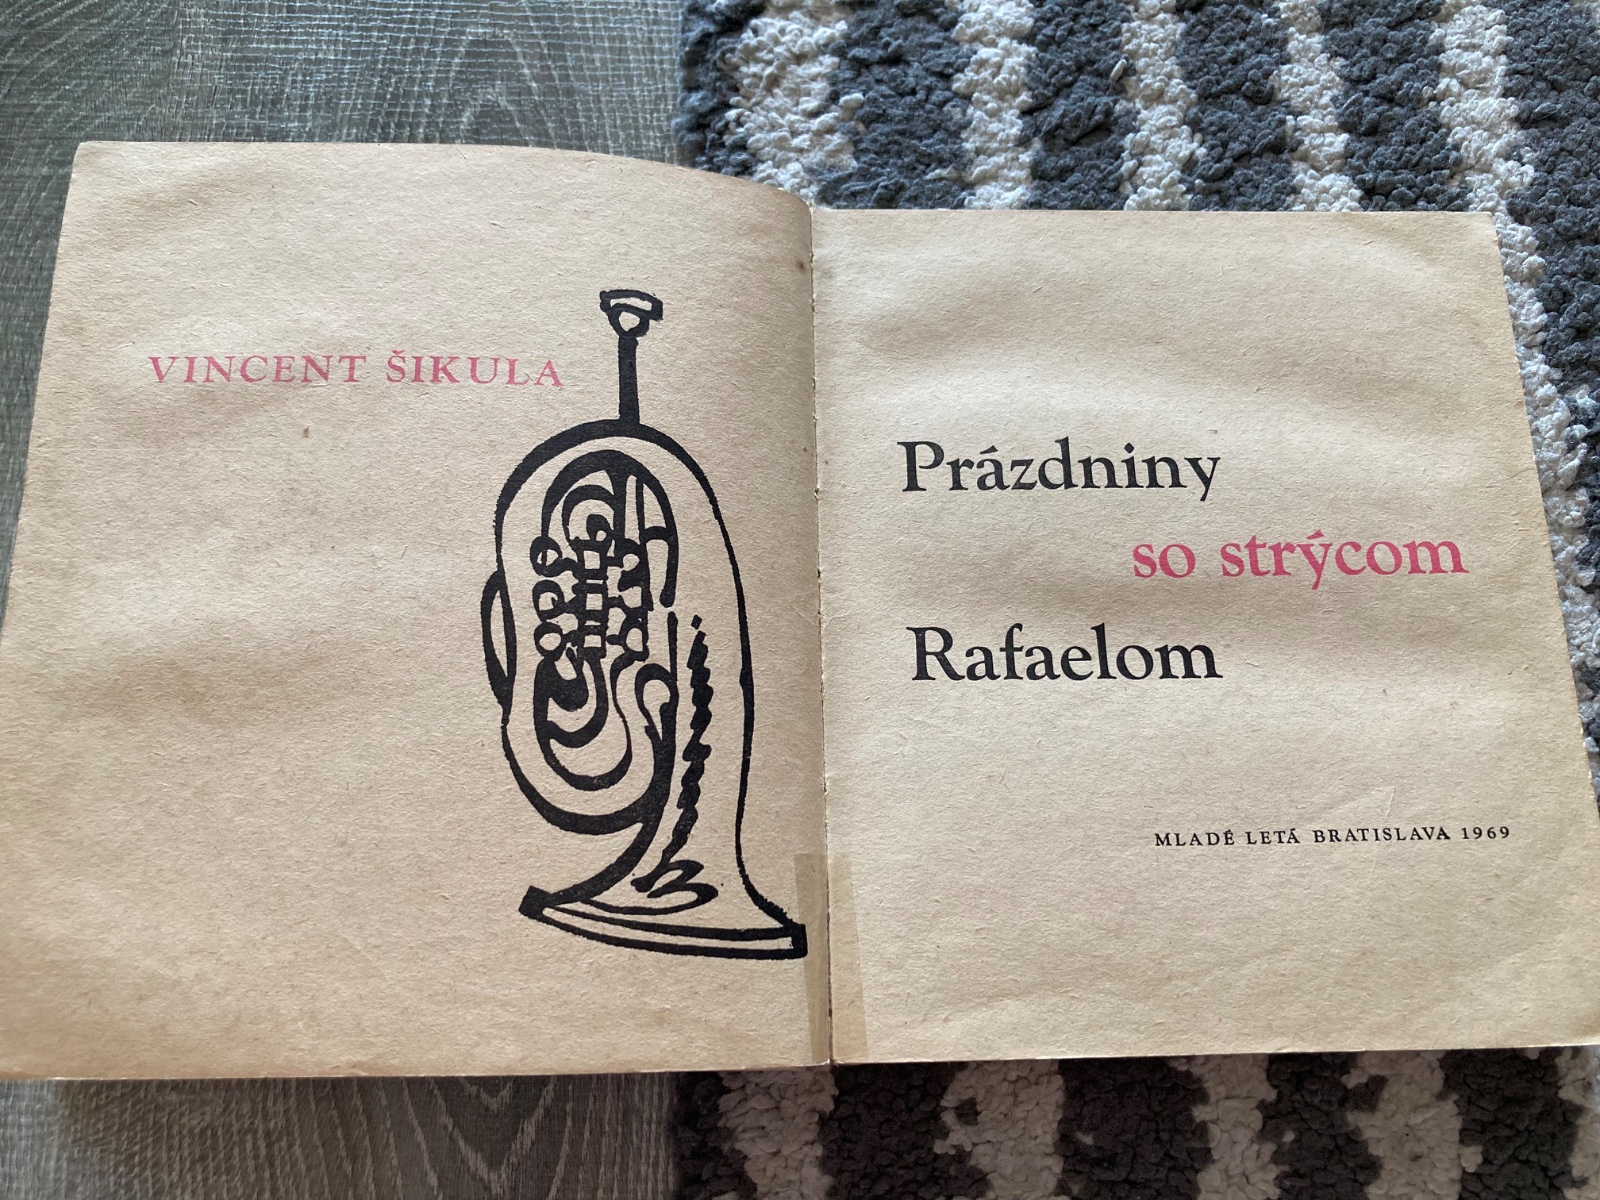 VINCENT ŠIKULA
Prázdniny
so strýcom
Rafaelom
MLADÉ LETÁ BRATISLAVA 1969